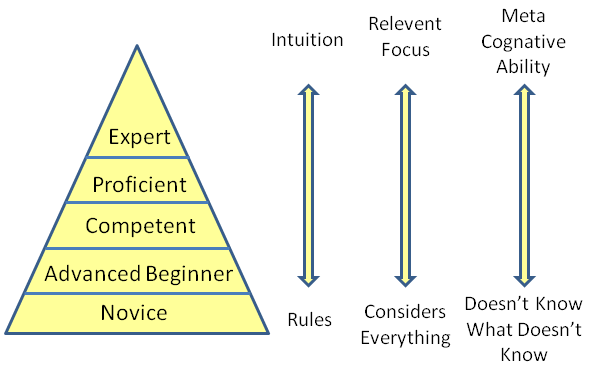 Expert
Proficient
Competent
Advanced Beginner
Novice
Intuition
Rules
Relevent
Focus
Considers
Everything
Meta
Cognative
Ability
Doesn't Know
What Doesn't
Know